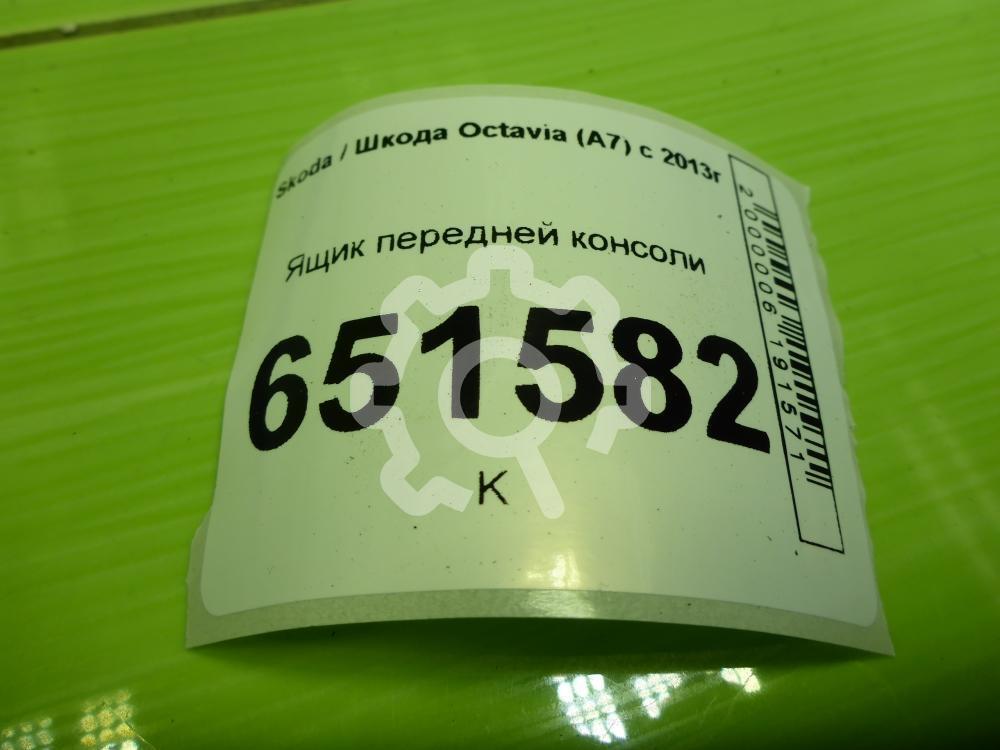 Skoda / Шкода Octavia (A7) с 2013г
Ящик передней консоли
651582
К
2000006191571